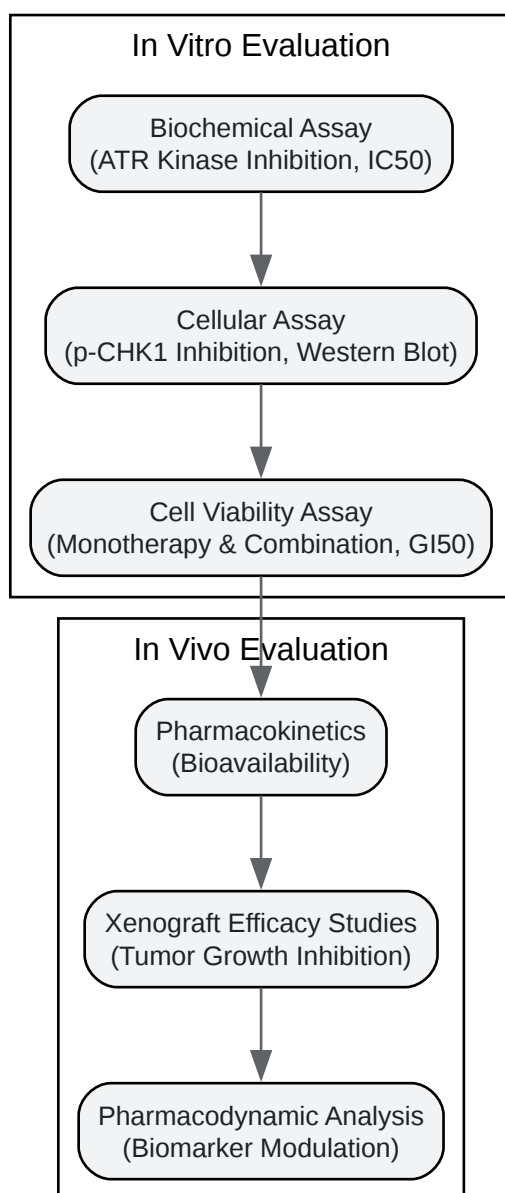 In Vitro Evaluation
Biochemical Assay
(ATR Kinase Inhibition, IC50)
Cellular Assay
(p-CHK1 Inhibition, Western Blot)
Cell Viability Assay
(Monotherapy & Combination, GI50)
In Vivo Evaluation
Pharmacokinetics
(Bioavailability)
Xenograft Efficacy Studies
(Tumor Growth Inhibition)
Pharmacodynamic Analysis
(Biomarker Modulation)